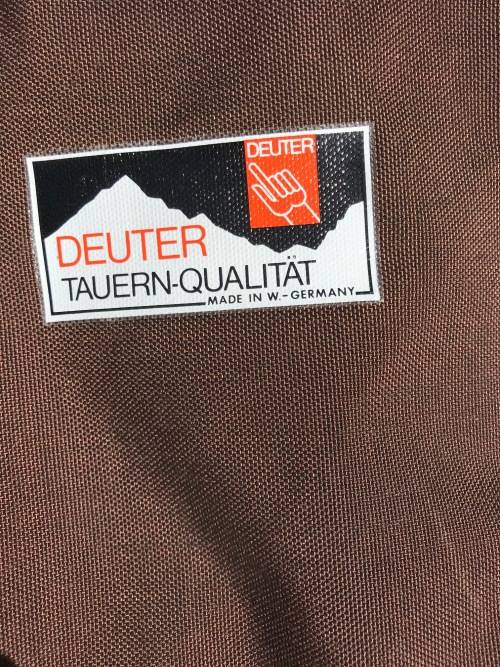 DEUTER
DEUTER
TAUERN-QUALITÄT
MADE IN W.-GERMANY